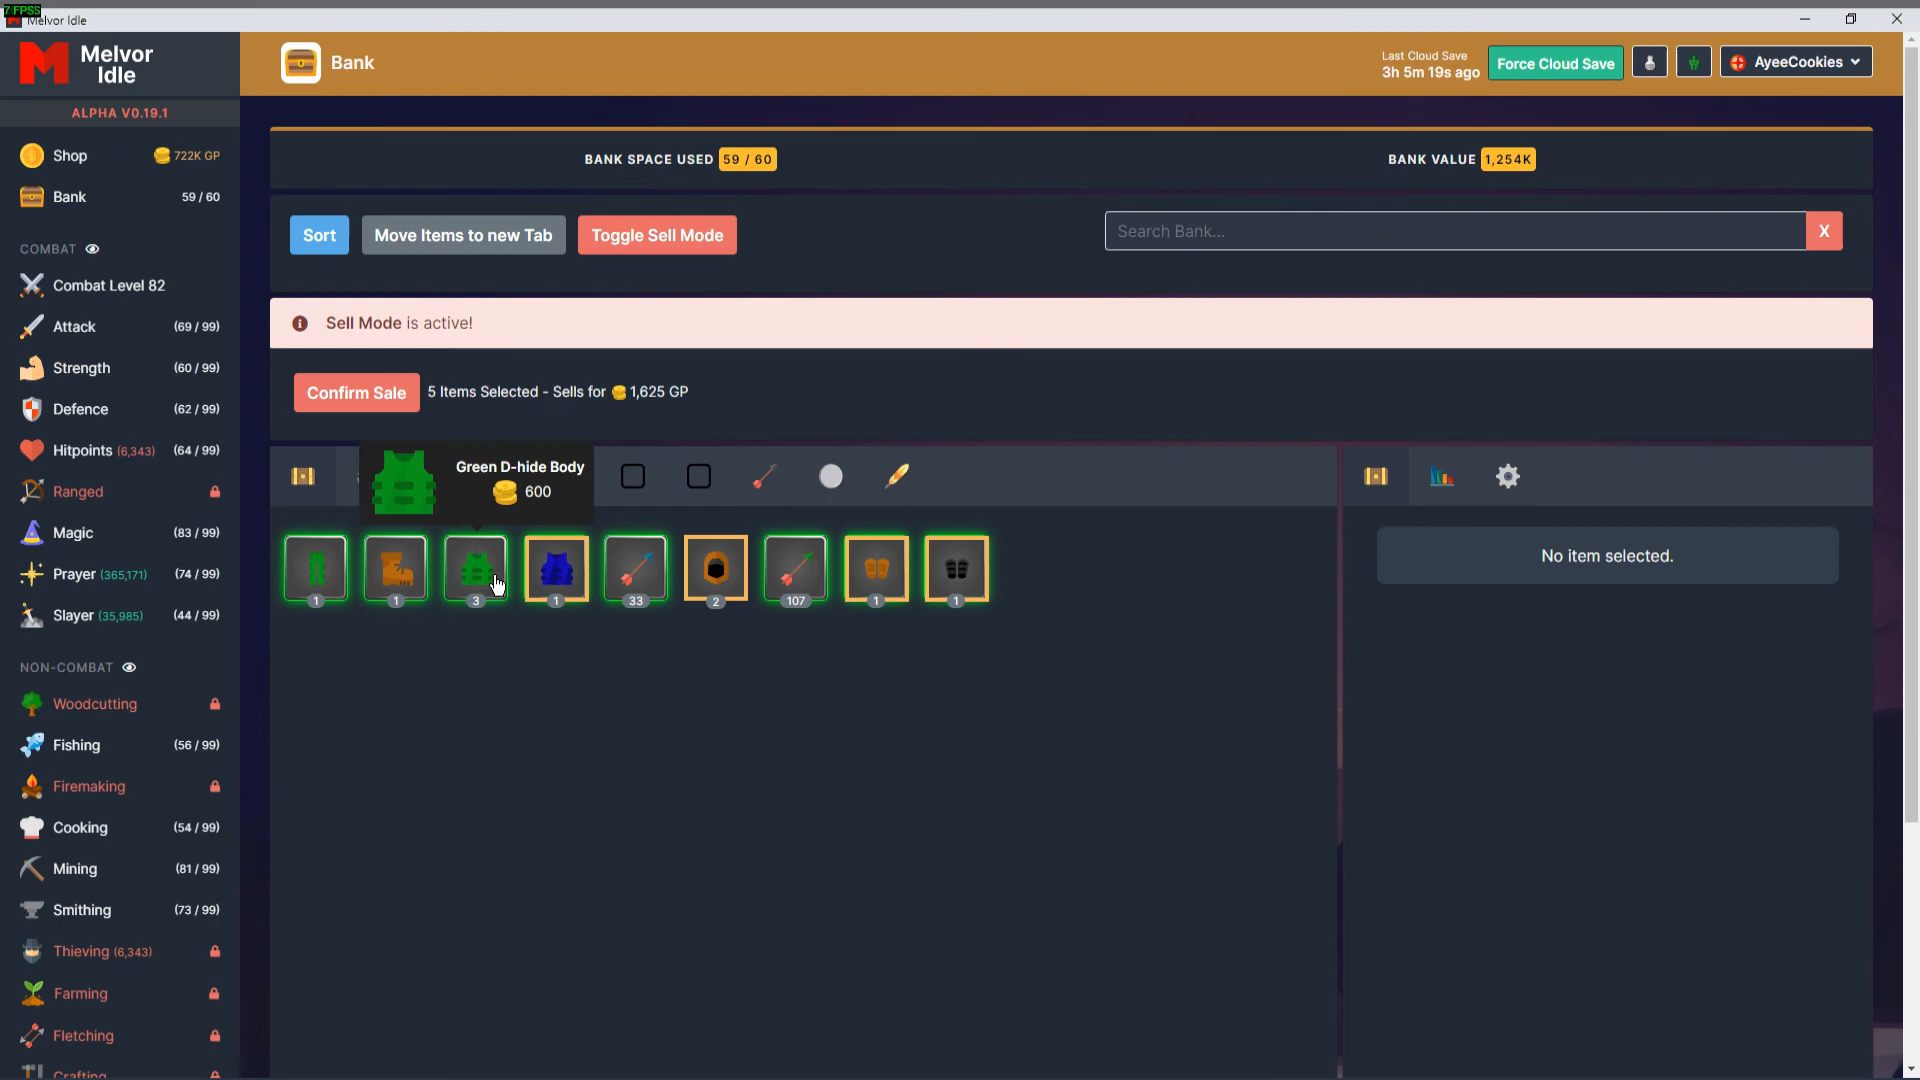 7 FPSS
Melvor Idle
Melvor
Idle
Bank
Last Cloud Save
3h 5m 19s ago
Force Cloud Save
AyeeCookies
ALPHA V0.19.1
Shop
722K GP
Bank
59 / 60
BANK SPACE USED 59 / 60
BANK VALUE 1,254K
Sort
Move Items to new Tab
Toggle Sell Mode
Search Bank...
X
COMBAT
Combat Level 82
Attack (69 / 99)
Strength (60 / 99)
Defence (62 / 99)
Hitpoints (6,343) (64 / 99)
Ranged
Magic (83 / 99)
Prayer (365,171) (74 / 99)
Slayer (35,985) (44 / 99)
NON-COMBAT
Woodcutting
Fishing (56 / 99)
Firemaking
Cooking (54 / 99)
Mining (81 / 99)
Smithing (73 / 99)
Thieving (6,343)
Farming
Fletching
Crafting
Sell Mode is active!
Confirm Sale
5 Items Selected - Sells for 1,625 GP
Green D-hide Body
600
1 1 3 1 33 2 107 1 1
No item selected.